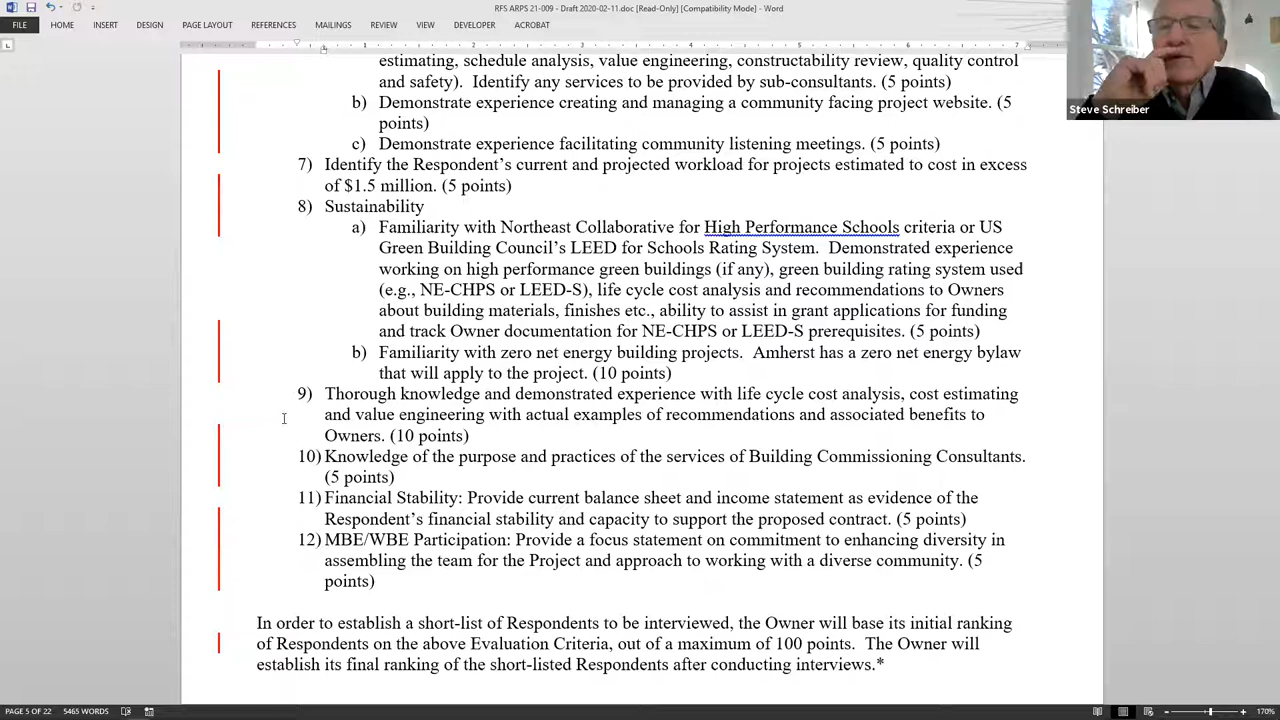 RFS ARPS 21-009 - Draft 2020-02-11.doc [Read-Only] [Compatibility Mode] - Word
FILE HOME INSERT DESIGN PAGE LAYOUT REFERENCES MAILINGS REVIEW VIEW DEVELOPER ACROBAT
Steve Schreiber
estimating, schedule analysis, value engineering, constructability review, quality control
and safety). Identify any services to be provided by sub-consultants. (5 points)
b) Demonstrate experience creating and managing a community facing project website. (5
points)
c) Demonstrate experience facilitating community listening meetings. (5 points)
7) Identify the Respondent's current and projected workload for projects estimated to cost in excess
of $1.5 million. (5 points)
8) Sustainability
a) Familiarity with Northeast Collaborative for High Performance Schools criteria or US
Green Building Council's LEED for Schools Rating System. Demonstrated experience
working on high performance green buildings (if any), green building rating system used
(e.g., NE-CHPS or LEED-S), life cycle cost analysis and recommendations to Owners
about building materials, finishes etc., ability to assist in grant applications for funding
and track Owner documentation for NE-CHPS or LEED-S prerequisites. (5 points)
b) Familiarity with zero net energy building projects. Amherst has a zero net energy bylaw
that will apply to the project. (10 points)
9) Thorough knowledge and demonstrated experience with life cycle cost analysis, cost estimating
and value engineering with actual examples of recommendations and associated benefits to
Owners. (10 points)
10) Knowledge of the purpose and practices of the services of Building Commissioning Consultants.
(5 points)
11) Financial Stability: Provide current balance sheet and income statement as evidence of the
Respondent's financial stability and capacity to support the proposed contract. (5 points)
12) MBE/WBE Participation: Provide a focus statement on commitment to enhancing diversity in
assembling the team for the Project and approach to working with a diverse community. (5
points)
In order to establish a short-list of Respondents to be interviewed, the Owner will base its initial ranking
of Respondents on the above Evaluation Criteria, out of a maximum of 100 points. The Owner will
establish its final ranking of the short-listed Respondents after conducting interviews.*
PAGE 5 OF 22 5465 WORDS 170%